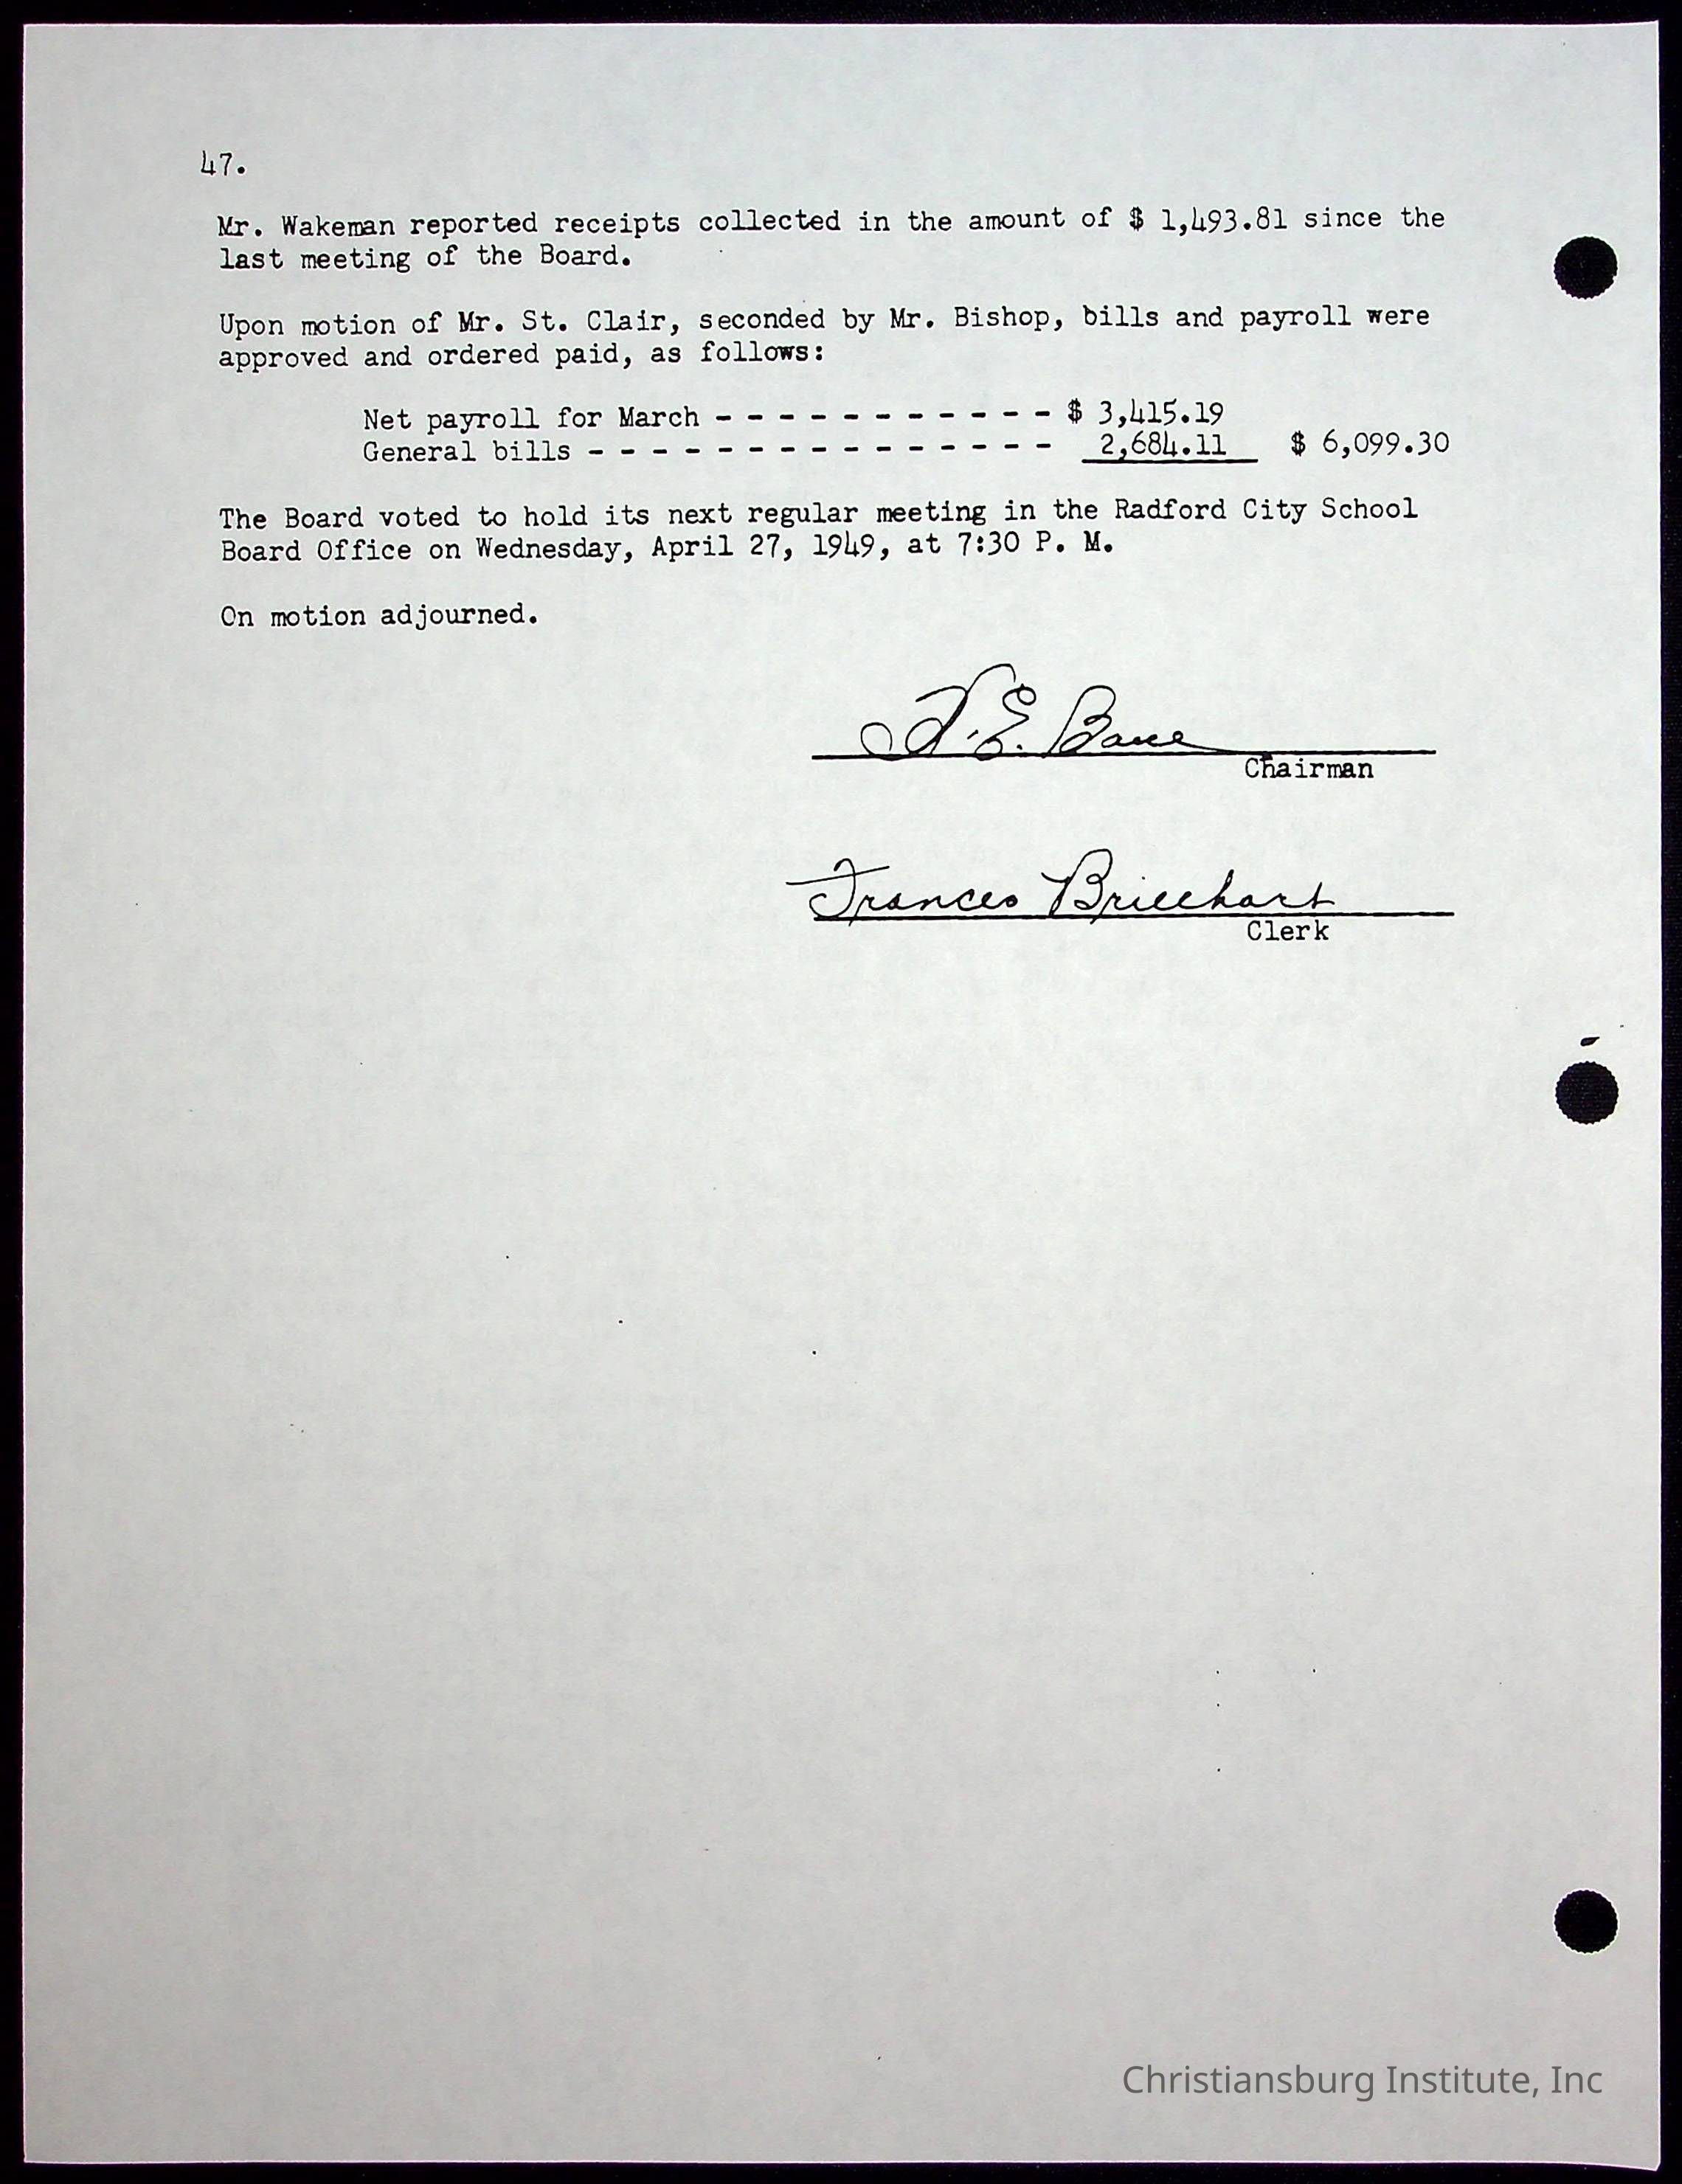 47.
Mr. Wakeman reported receipts collected in the amount of $ 1,493.81 since the
last meeting of the Board.
Upon motion of Mr. St. Clair, seconded by Mr. Bishop, bills and payroll were
approved and ordered paid, as follows:
Net payroll for March - - - - - - - - - - - $ 3,415.19
General bills - - - - - - - - - - - - - - - 2,684.11 $ 6,099.30
The Board voted to hold its next regular meeting in the Radford City School
Board Office on Wednesday, April 27, 1949, at 7:30 P. M.
On motion adjourned.
E. Bane
Chairman
Frances Brillhart
Clerk
Christiansburg Institute, Inc